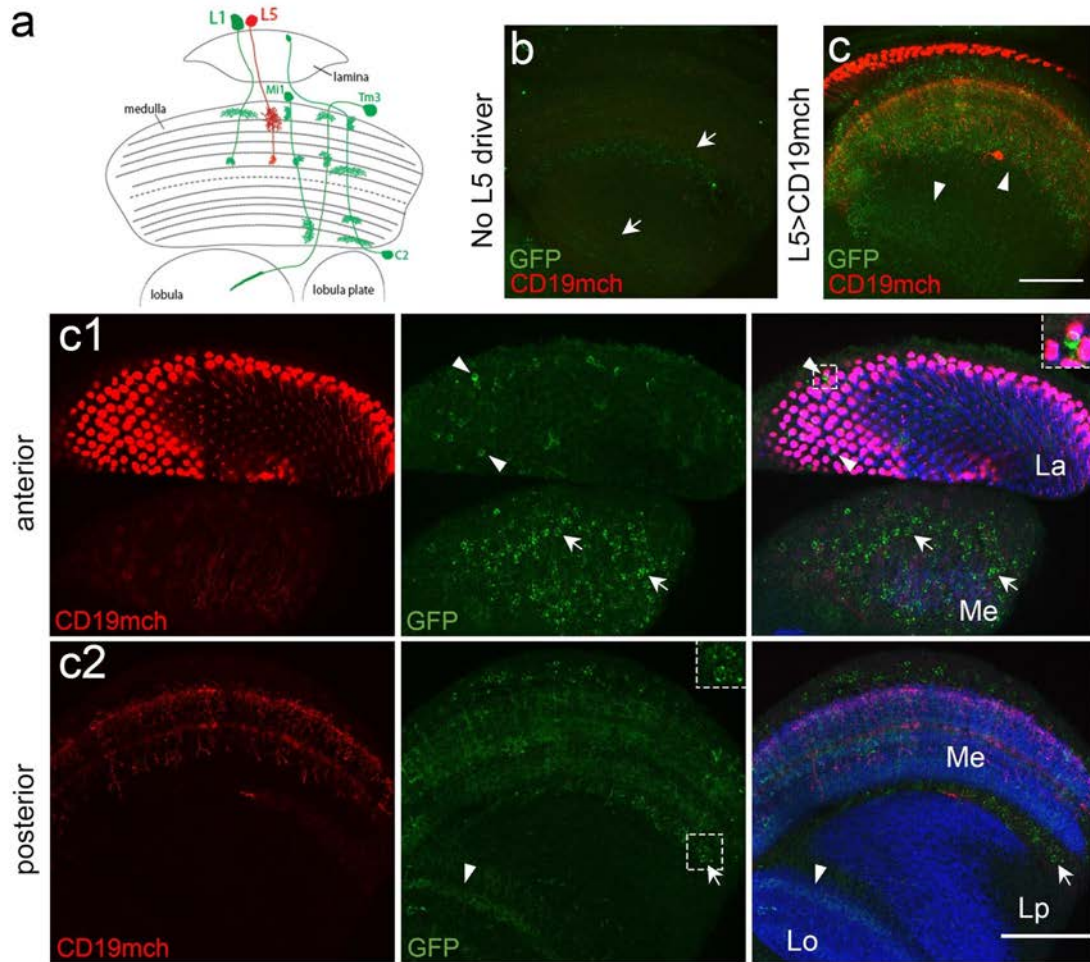 a
L1
L5
lamina
Mi1
Tm3
medulla
C2
lobula
lobula plate
b
No L5 driver
GFP
CD19mch
c
L5>CD19mch
GFP
CD19mch
c1
anterior
CD19mch
GFP
La
Me
c2
posterior
CD19mch
GFP
Me
Lp
Lo